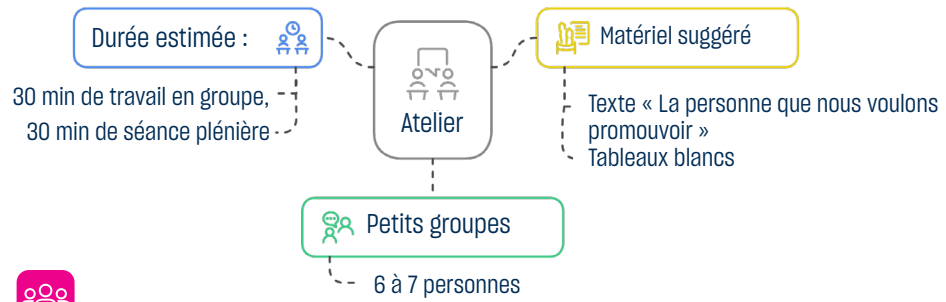 Durée estimée :
30 min de travail en groupe,
30 min de séance plénière
Atelier
Matériel suggéré
Texte « La personne que nous voulons
promouvoir »
Tableaux blancs
Petits groupes
6 à 7 personnes